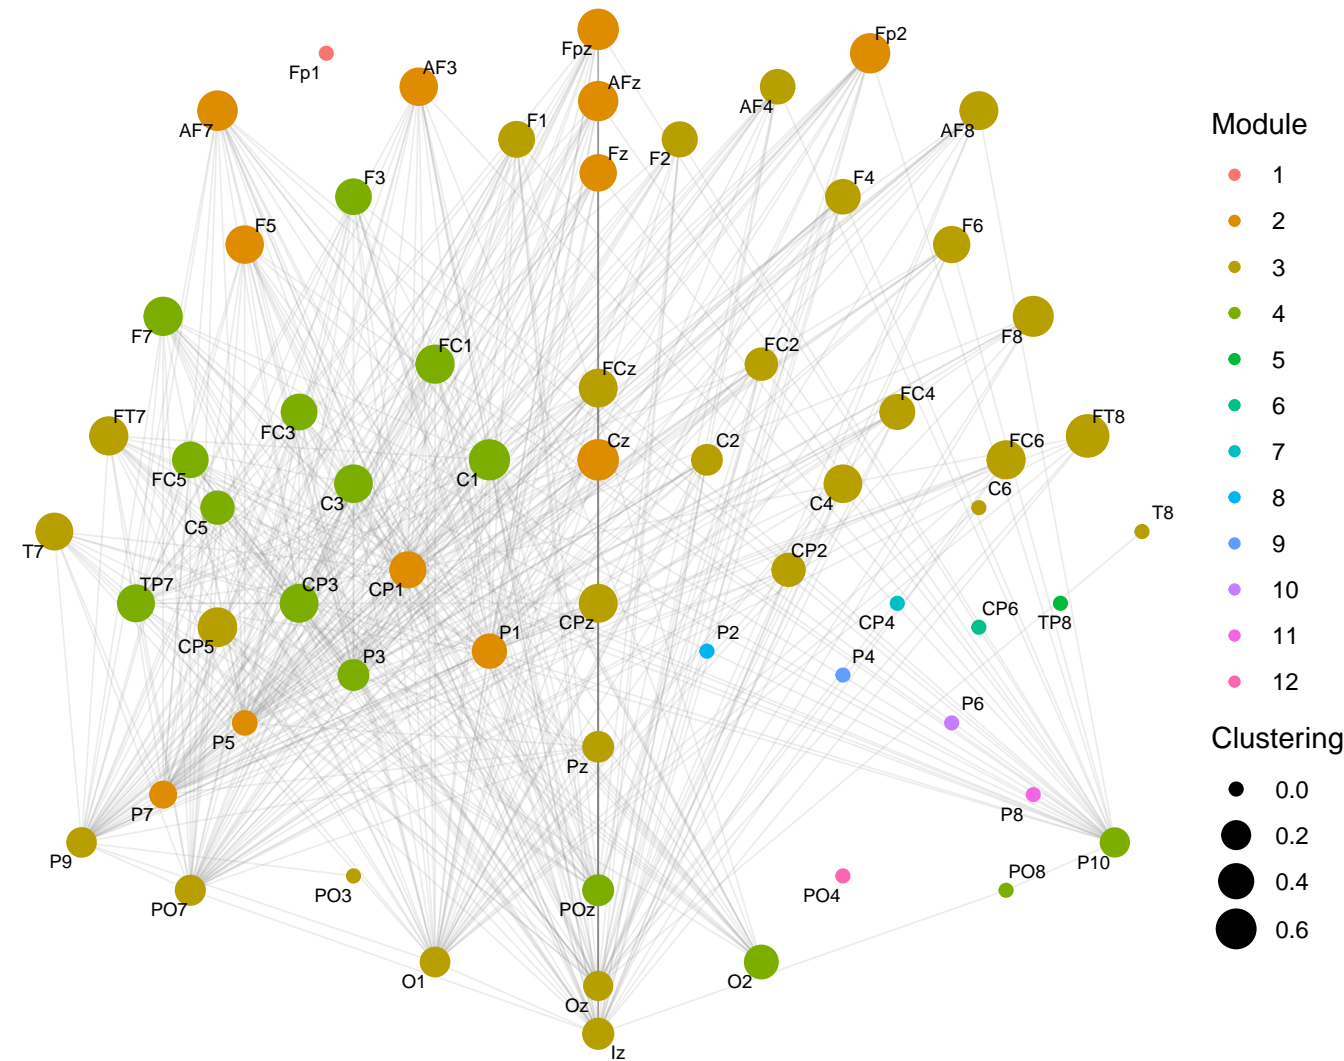 Fpz
Fp2
Fp1
AF3
AFz
AF4
AF7
AF8
F1
F2
Fz
F3
F4
F5
F6
F7
F8
FC1
FC2
FCz
FC3
FC4
FT7
FT8
FC5
FC6
C1
Cz
C2
C3
C4
C5
C6
T7
T8
TP7
CP3
CP1
CP2
CP5
CPz
CP4
CP6
TP8
P1
P2
P3
P4
P5
P6
Pz
P7
P8
P9
P10
PO7
PO3
POz
PO4
PO8
O1
O2
Oz
Iz
Module
1
2
3
4
5
6
7
8
9
10
11
12
Clustering
0.0
0.2
0.4
0.6